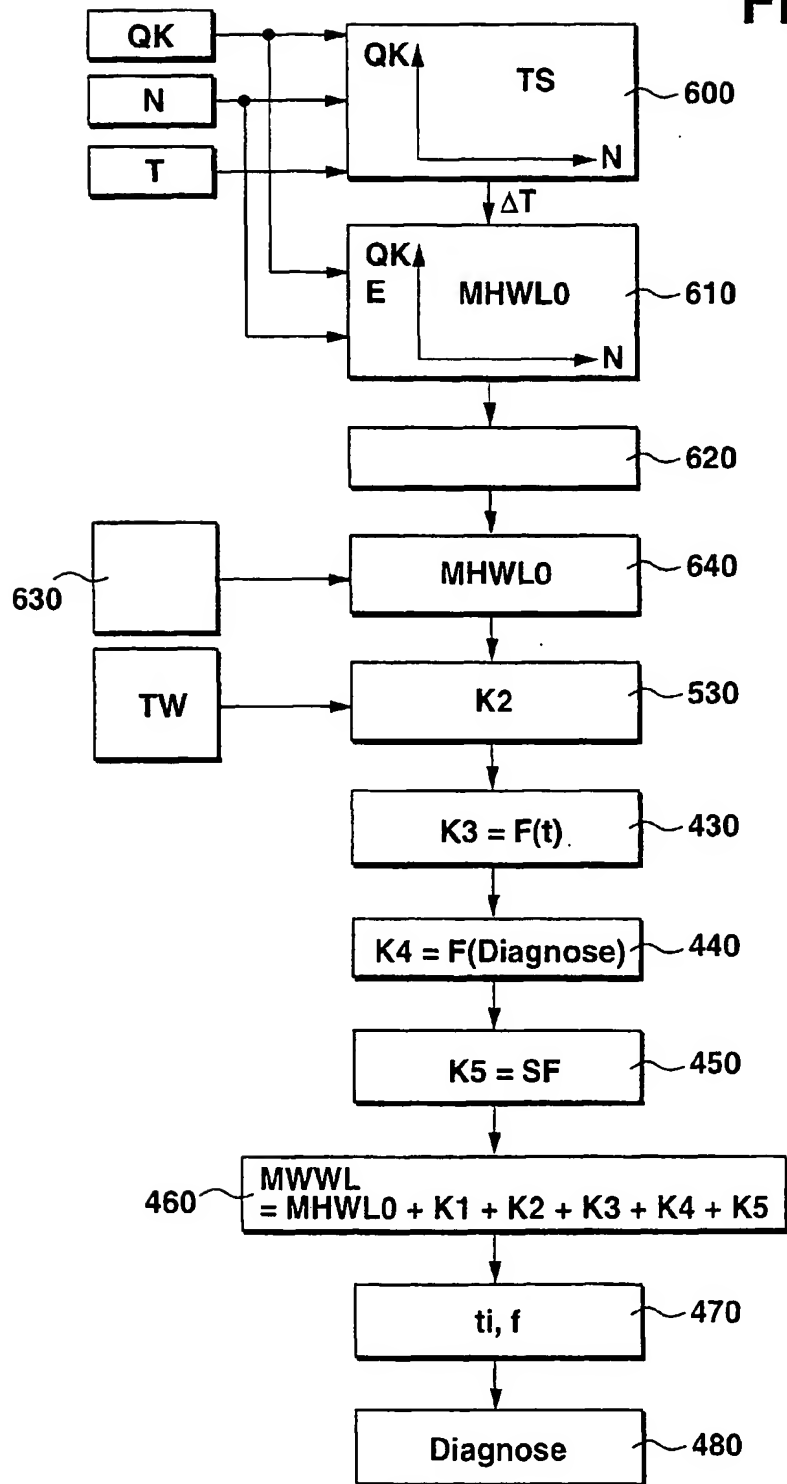 QK
N
T
QK
TS
N
600
ΔT
QK
E
MHWL0
N
610
620
630
MHWL0
640
TW
K2
530
K3 = F(t)
430
K4 = F(Diagnose)
440
K5 = SF
450
460
MWWL
= MHWL0 + K1 + K2 + K3 + K4 + K5
ti, f
470
Diagnose
480